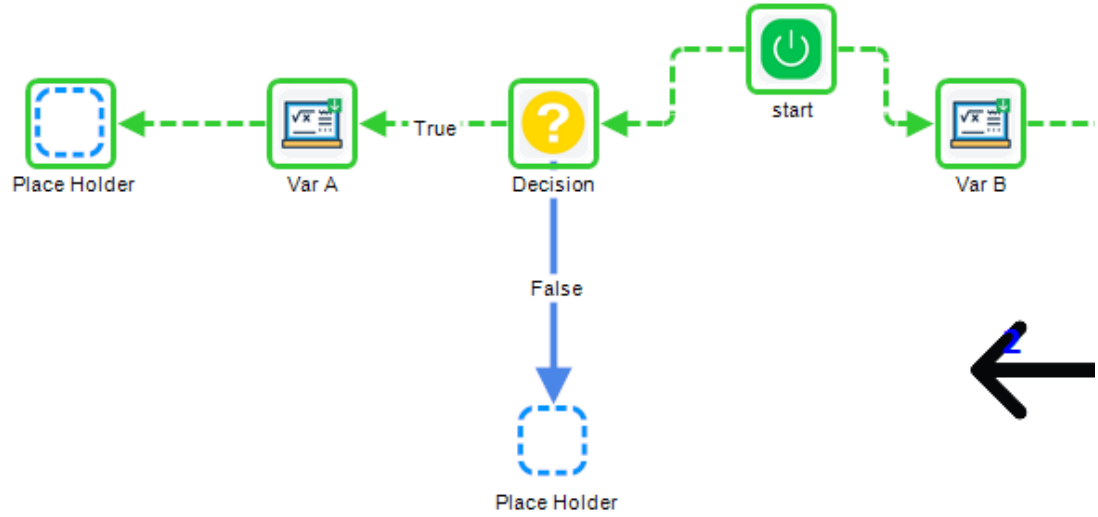 start
True
Place Holder
Var A
Decision
Var B
False
2
Place Holder